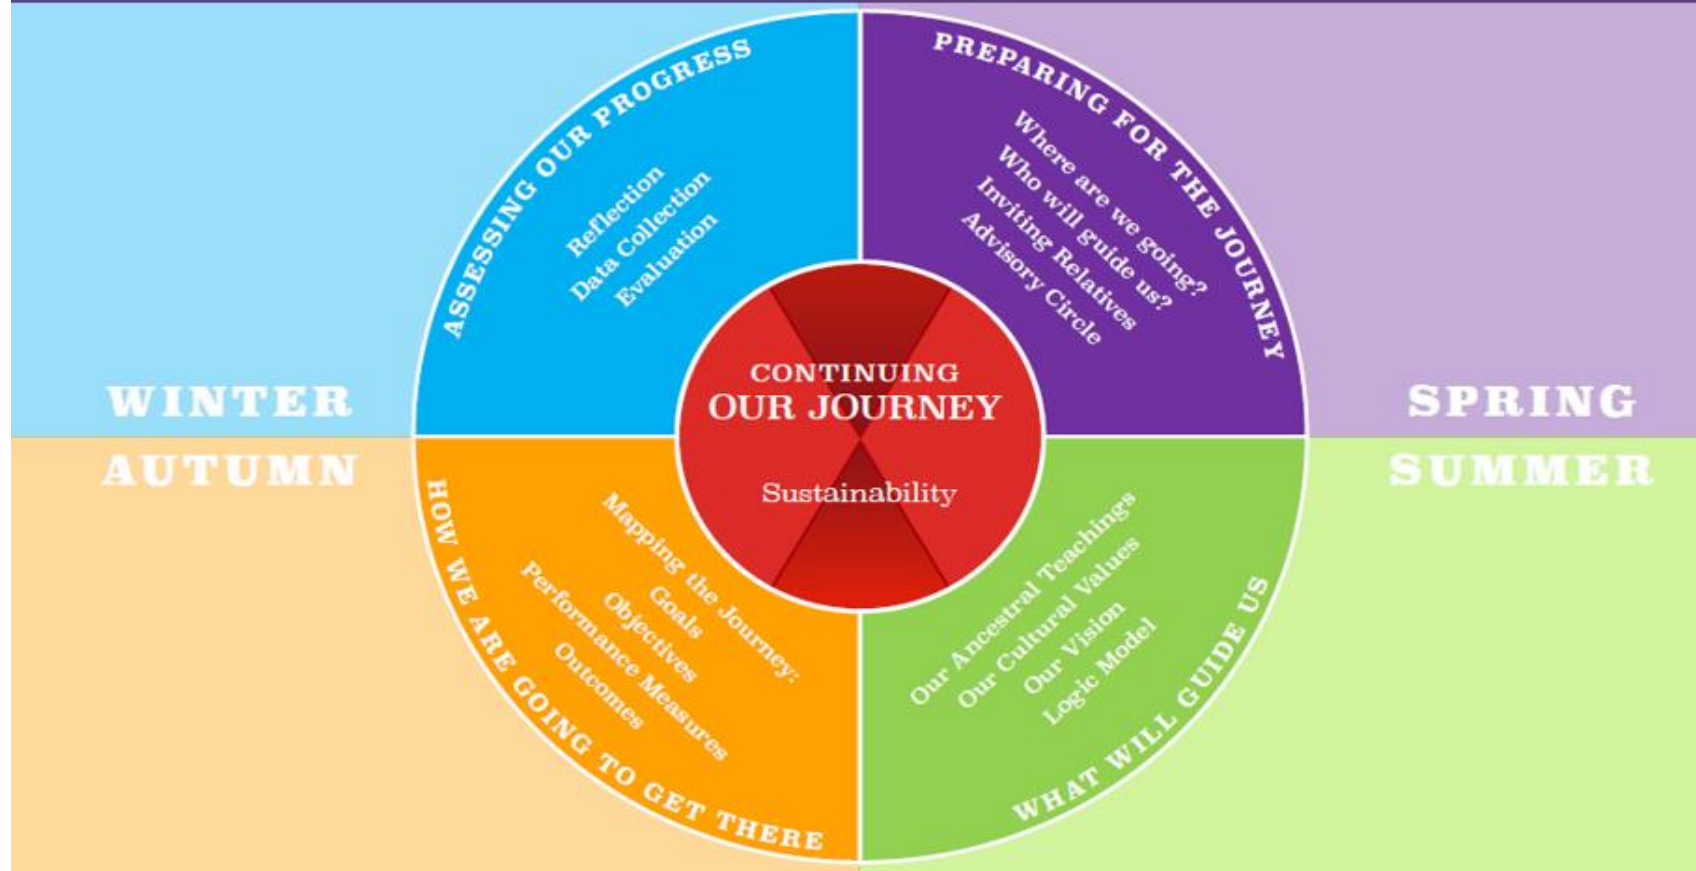 ASSESSING OUR PROGRESS
Reflection
Data Collection
Evaluation
WINTER
PREPARING FOR THE JOURNEY
Where are we going?
Who will guide us?
Inviting Relatives
Advisory Circle
SPRING
CONTINUING
OUR JOURNEY
Sustainability
AUTUMN
HOW WE ARE GOING TO GET THERE
Mapping the Journey:
Goals
Objectives
Performance Measures
Outcomes
SUMMER
WHAT WILL GUIDE US
Our Ancestral Teachings
Our Cultural Values
Our Vision
Logic Model